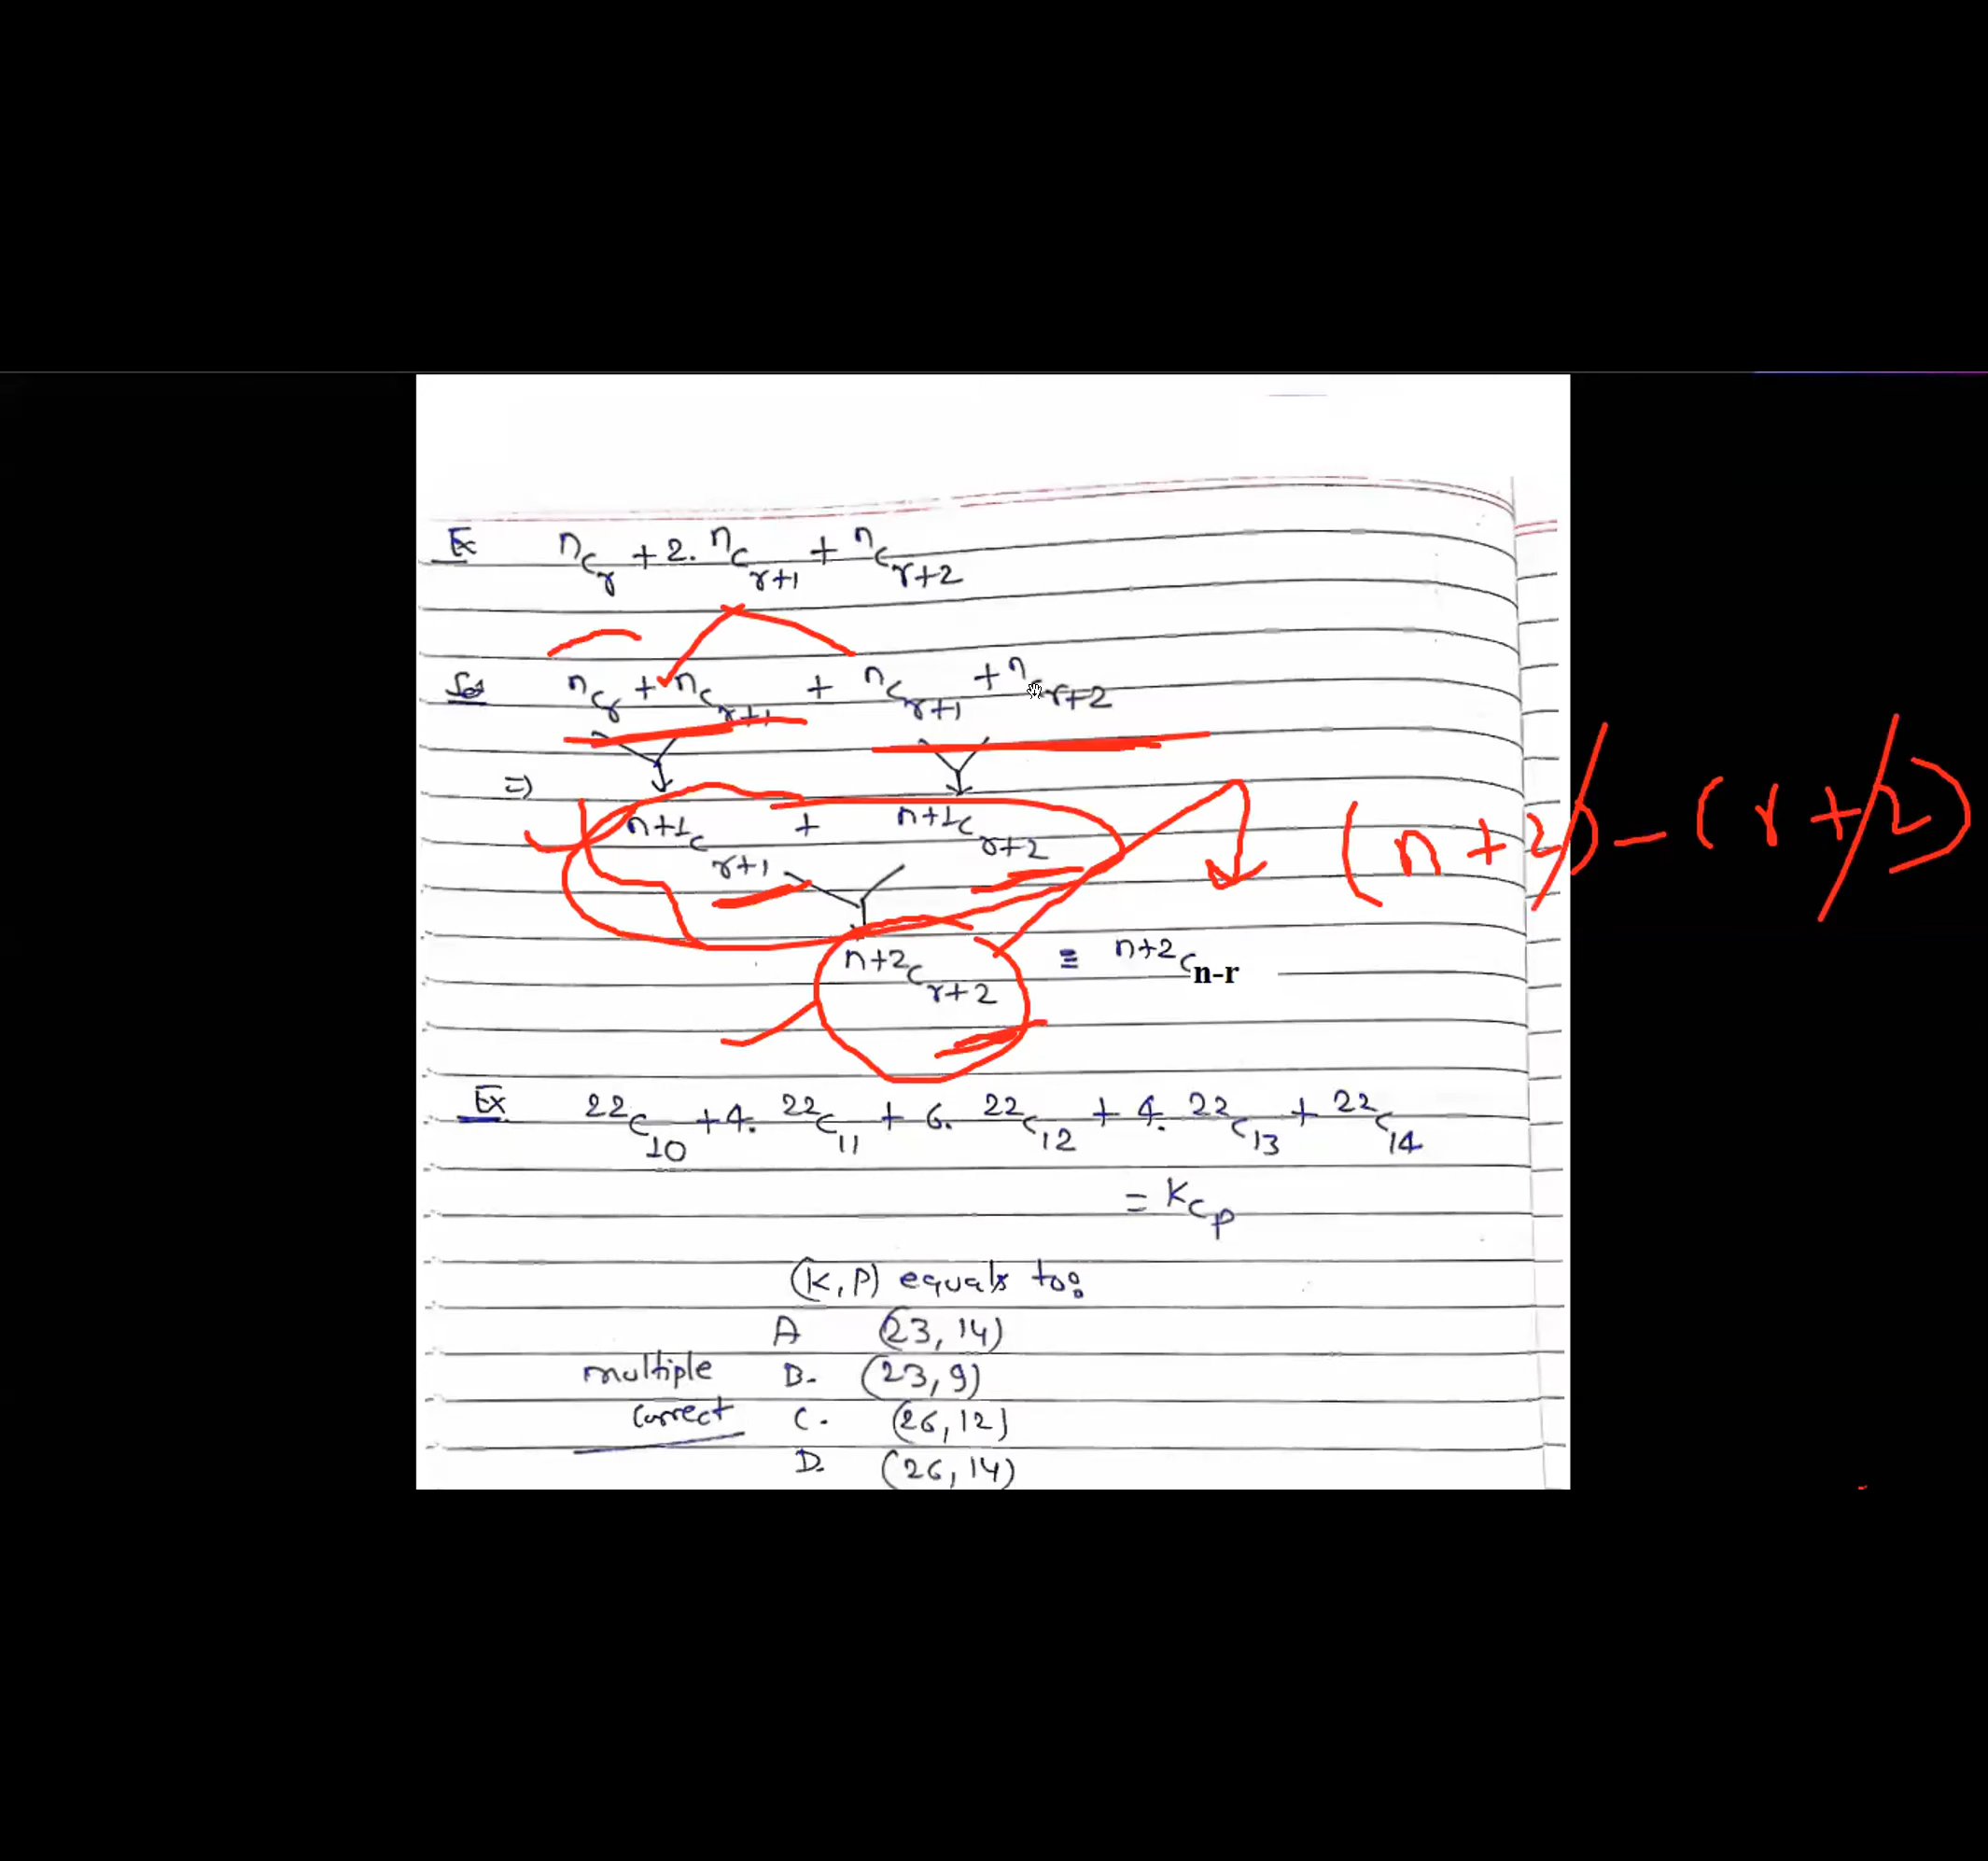 Ex nCr + 2. nCr+1 + nCr+2
Sol nCr + nCr+1 + nCr+1 + nCr+2
=) n+1Cr+1 + n+1Cr+2
(n+2) - (r+2)
n+2Cr+2 ≡ n+2Cn-r
Ex 22C10 + 4. 22C11 + 6. 22C12 + 4. 22C13 + 22C14
= KCp
(K, P) equals to:
A (23, 14)
multiple B. (23, 9)
correct C. (26, 12)
D. (26, 14)